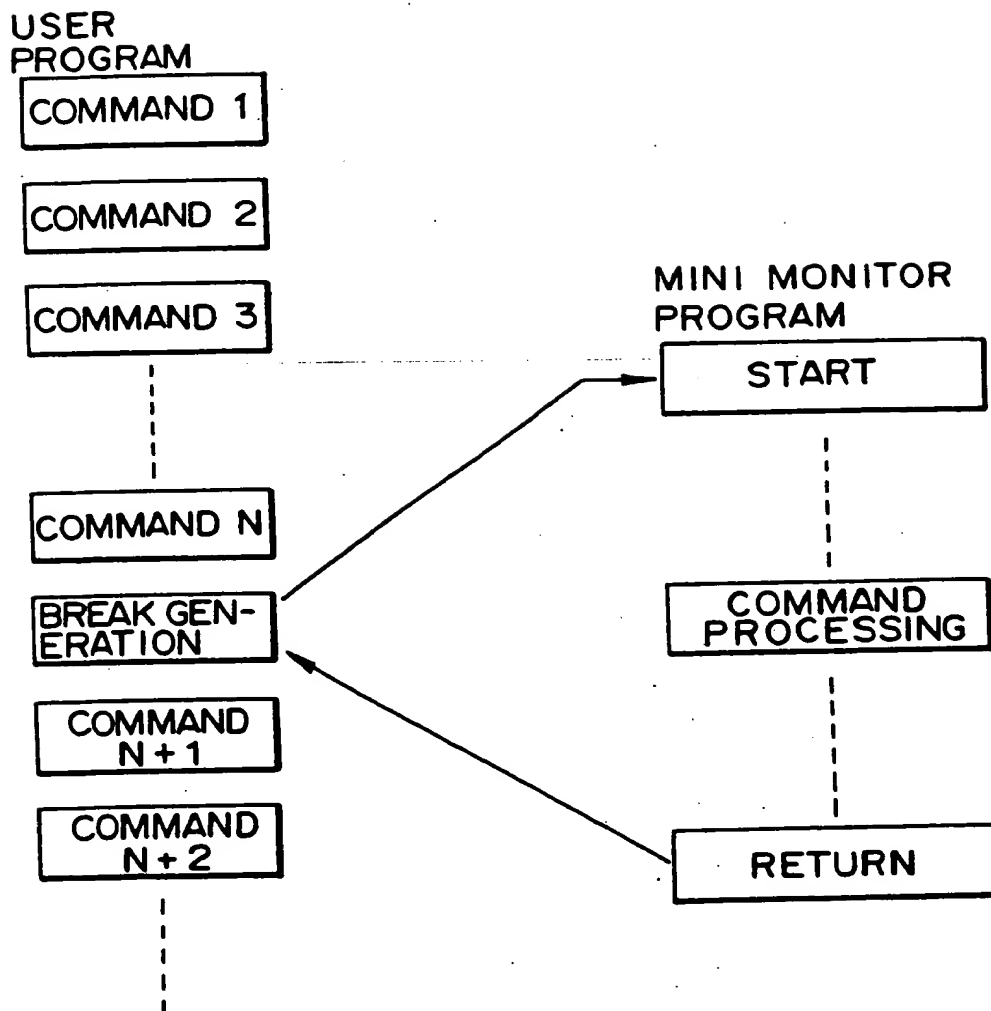 USER
PROGRAM
COMMAND 1
COMMAND 2
COMMAND 3
COMMAND N
BREAK GEN-
ERATION
COMMAND
N+1
COMMAND
N+2
MINI MONITOR
PROGRAM
START
COMMAND
PROCESSING
RETURN